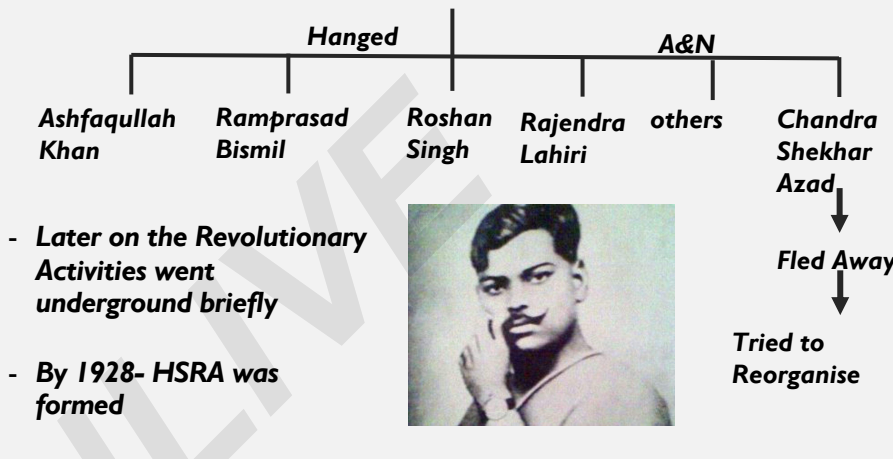 Hanged
A&N
Ashfaqullah
Khan
Ramprasad
Bismil
Roshan
Singh
Rajendra
Lahiri
others
Chandra
Shekhar
Azad
- Later on the Revolutionary
Activities went
underground briefly
- By 1928- HSRA was
formed
Fled Away
Tried to
Reorganise